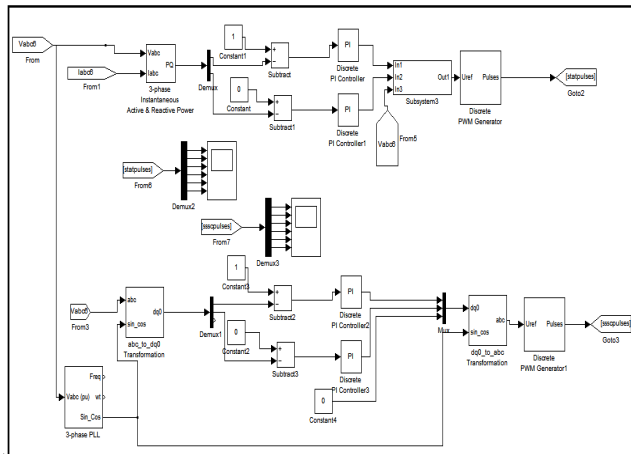 Vabc6
From
Iabc6
From1
Vabc
Iabc
PQ
3-phase
Instantaneous
Active & Reactive Power
Demux
1
Constant1
0
Constant
Subtract
Subtract1
PI
Discrete
PI Controller
PI
Discrete
PI Controller1
In1
In2
In3
Out1
Subsystem3
Vabc6
From5
Uref
Pulses
Discrete
PWM Generator
[statpulses]
Goto2
[statpulses]
From6
Demux2
[ssscpulses]
From7
Demux3
Vabc6
From3
abc
sin_cos
dq0
abc_to_dq0
Transformation
Demux1
1
Constant3
0
Constant2
Subtract2
Subtract3
PI
Discrete
PI Controller2
PI
Discrete
PI Controller3
0
Constant4
Mux
dq0
sin_cos
abc
dq0_to_abc
Transformation
Uref
Pulses
Discrete
PWM Generator1
[ssscpulses]
Goto3
Vabc (pu)
Freq
wt
Sin_Cos
3-phase PLL